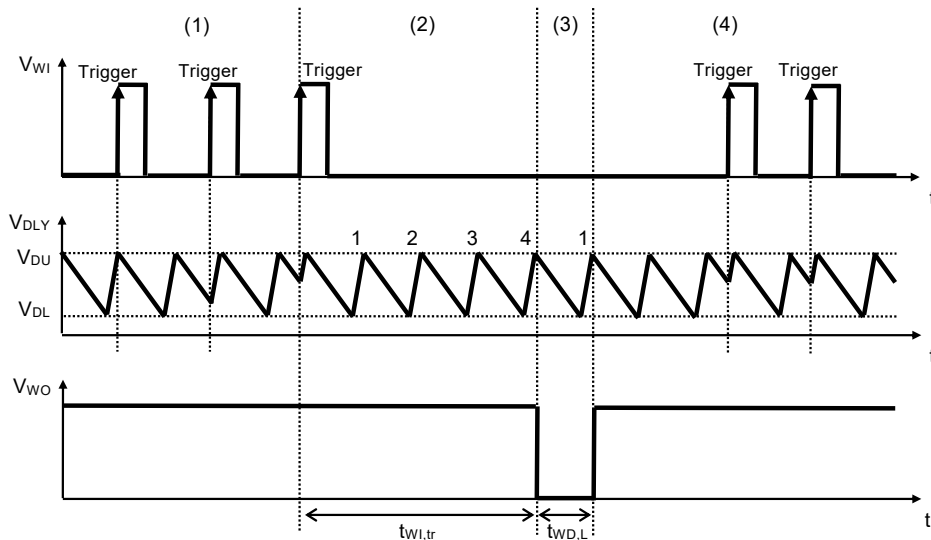 (1) (2) (3) (4)
VWI
Trigger Trigger Trigger Trigger Trigger
t
VDLY
1 2 3 4 1
VDU
VDL
t
VWO
t
tWI,tr tWD,L